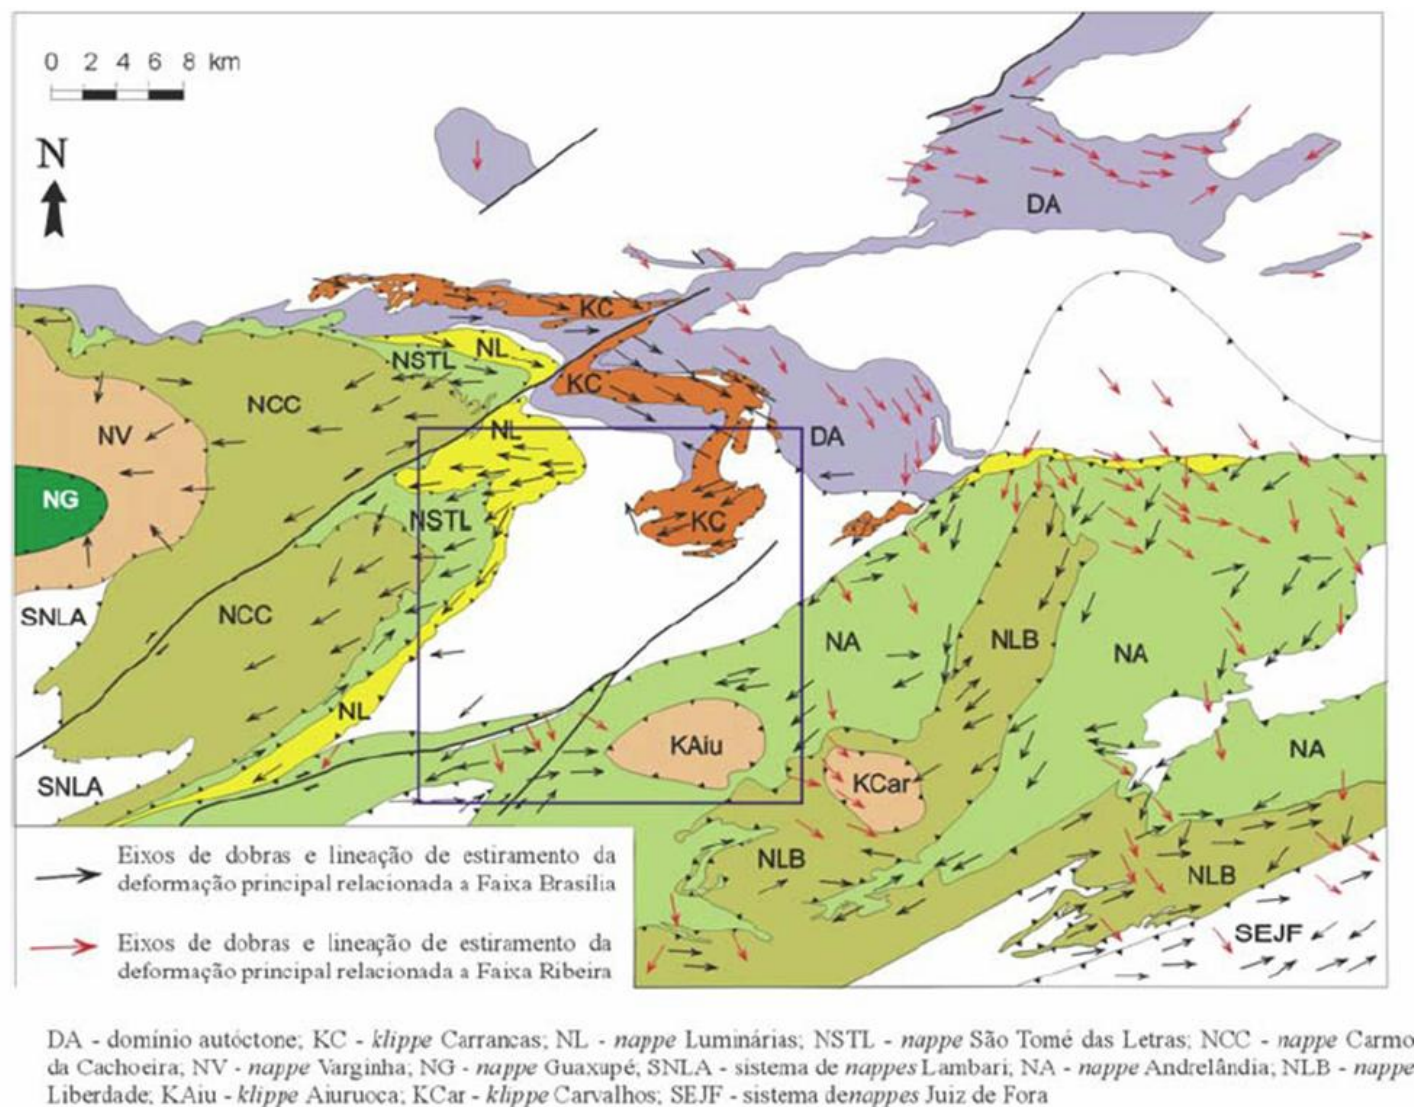 0 2 4 6 8 km
N
DA
KC
NL
NSTL
KC
NCC
NV
NL
DA
NG
NSTL
KC
SNLA
NCC
NA
NLB
NA
NL
KAiu
NA
SNLA
KCar
NLB
NLB
SEJF
Eixos de dobras e lineação de estiramento da
deformação principal relacionada a Faixa Brasília
Eixos de dobras e lineação de estiramento da
deformação principal relacionada a Faixa Ribeira
DA - domínio autóctone; KC - klippe Carrancas; NL - nappe Luminárias; NSTL - nappe São Tomé das Letras; NCC - nappe Carmo
da Cachoeira; NV - nappe Varginha; NG - nappe Guaxupé, SNLA - sistema de nappes Lambari; NA - nappe Andrelândia; NLB - nappe
Liberdade; KAiu - klippe Aiuruoca; KCar - klippe Carvalhos; SEJF - sistema denappes Juiz de Fora